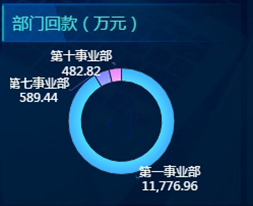 部门回款（万元）
第十事业部
482.82
第七事业部
589.44
第一事业部
11,776.96